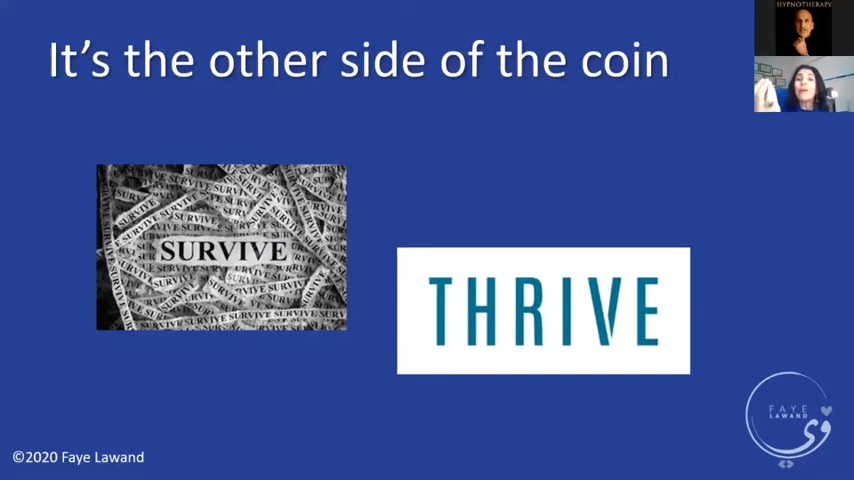 HYPNOTHERAPY
It's the other side of the coin
SURVIVE
THRIVE
FAYE
LAWAND
©2020 Faye Lawand